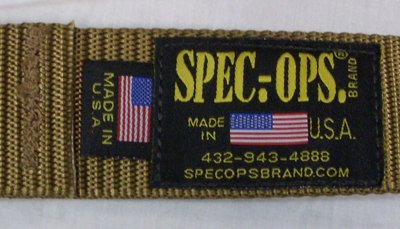 MADE IN
U.S.A
SPEC.-OPS.®
BRAND
MADE
IN
U.S.A.
432-943-4888
SPECOPSBRAND.COM